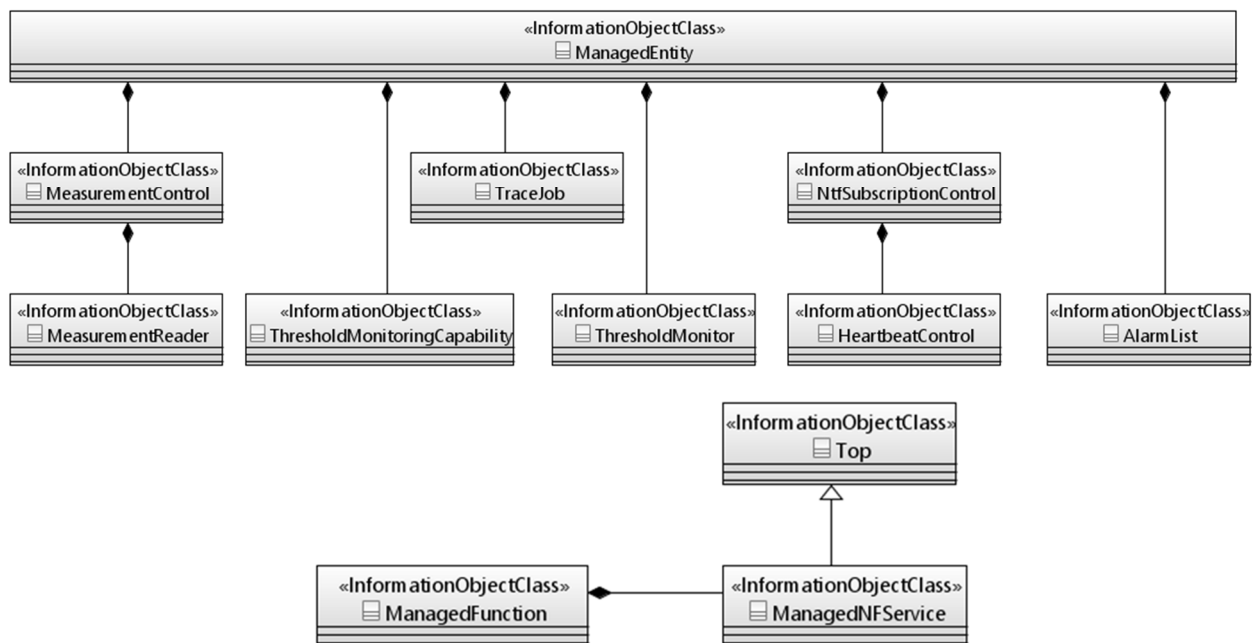 «InformationObjectClass»
ManagedEntity
«InformationObjectClass»
MeasurementControl
«InformationObjectClass»
TraceJob
«InformationObjectClass»
NtfSubscriptionControl
«InformationObjectClass»
MeasurementReader
«InformationObjectClass»
ThresholdMonitoringCapability
«InformationObjectClass»
ThresholdMonitor
«InformationObjectClass»
HeartbeatControl
«InformationObjectClass»
AlarmList
«InformationObjectClass»
Top
«InformationObjectClass»
ManagedFunction
«InformationObjectClass»
ManagedNFService